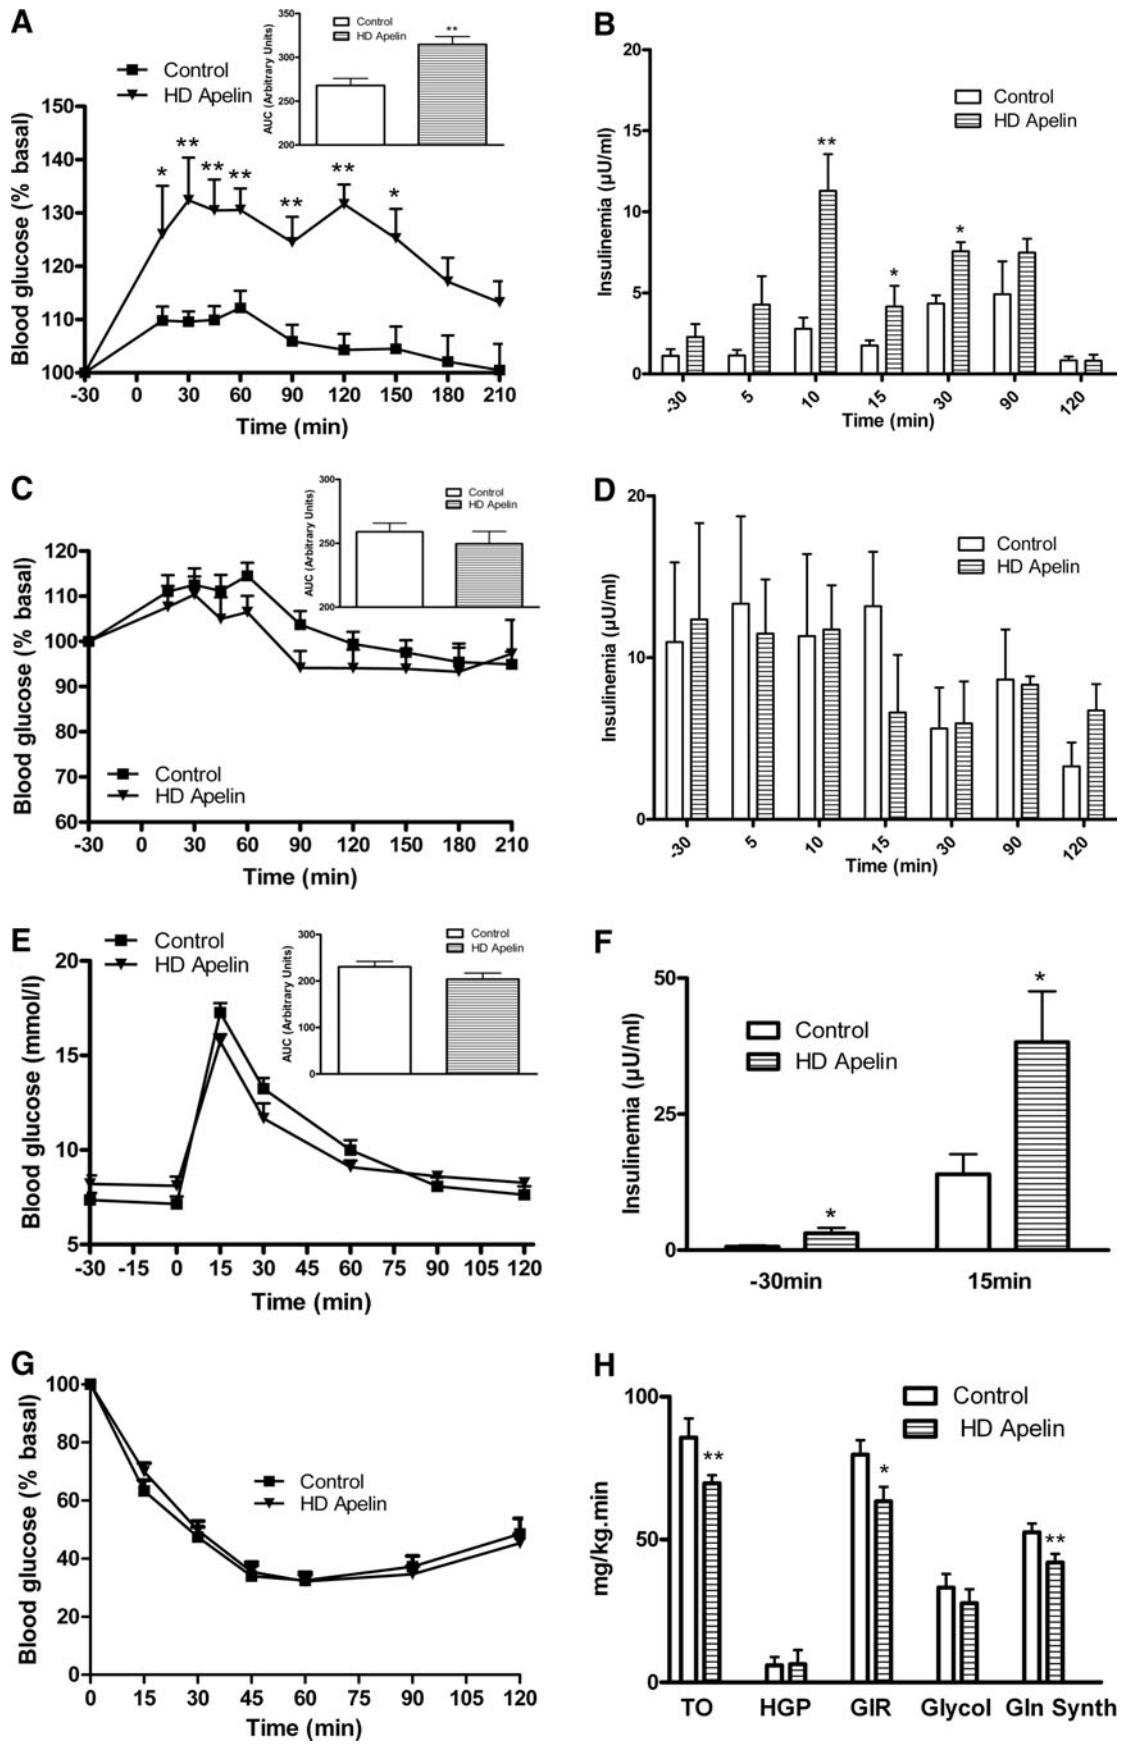 A
Control
HD Apelin
350
300
250
200
AUC (Arbitrary Units)
Control
HD Apelin
**
150
140
130
120
110
100
Blood glucose (% basal)
* ** ** ** ** ** *
-30 0 30 60 90 120 150 180 210
Time (min)
B
20
15
10
5
0
Insulinemia (µU/ml)
Control
HD Apelin
** * *
-30 5 10 15 30 90 120
Time (min)
C
300
250
200
AUC (Arbitrary Units)
Control
HD Apelin
120
110
100
90
80
70
60
Blood glucose (% basal)
Control
HD Apelin
-30 0 30 60 90 120 150 180 210
Time (min)
D
20
10
0
Insulinemia (µU/ml)
Control
HD Apelin
-30 5 10 15 30 90 120
Time (min)
E
Control
HD Apelin
300
200
100
0
AUC (Arbitrary Units)
Control
HD Apelin
20
15
10
5
Blood glucose (mmol/l)
-30 -15 0 15 30 45 60 75 90 105 120
Time (min)
F
50
25
0
Insulinemia (µU/ml)
Control
HD Apelin
* *
-30min 15min
G
100
80
60
40
20
0
Blood glucose (% basal)
Control
HD Apelin
0 15 30 45 60 75 90 105 120
Time (min)
H
100
50
0
mg/kg.min
Control
HD Apelin
** * **
TO HGP GIR Glycol Gln Synth